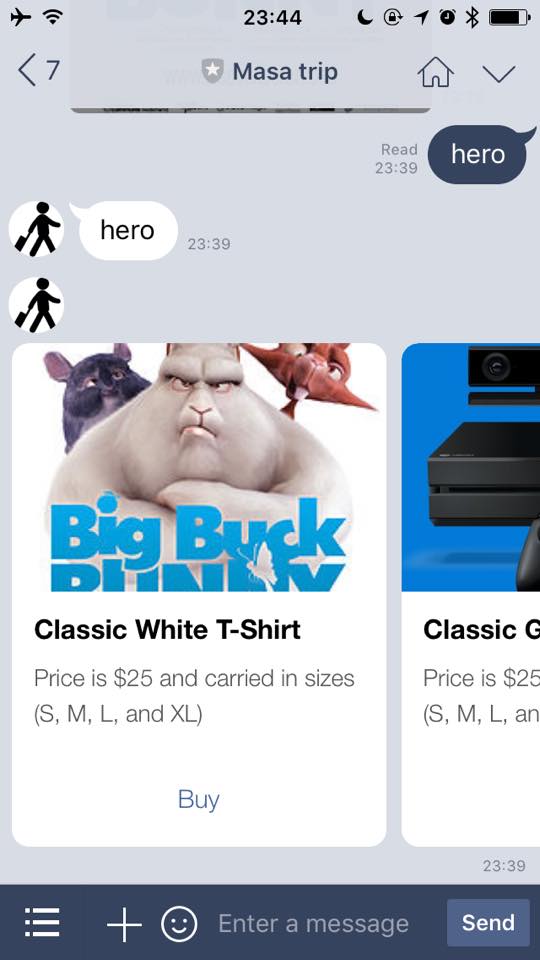 23:44
7
Masa trip
Read
23:39
hero
hero
23:39
Big Buck
BUNNY
Classic White T-Shirt
Price is $25 and carried in sizes
(S, M, L, and XL)
Buy
Classic G
Price is $25
(S, M, L, an
23:39
Enter a message
Send